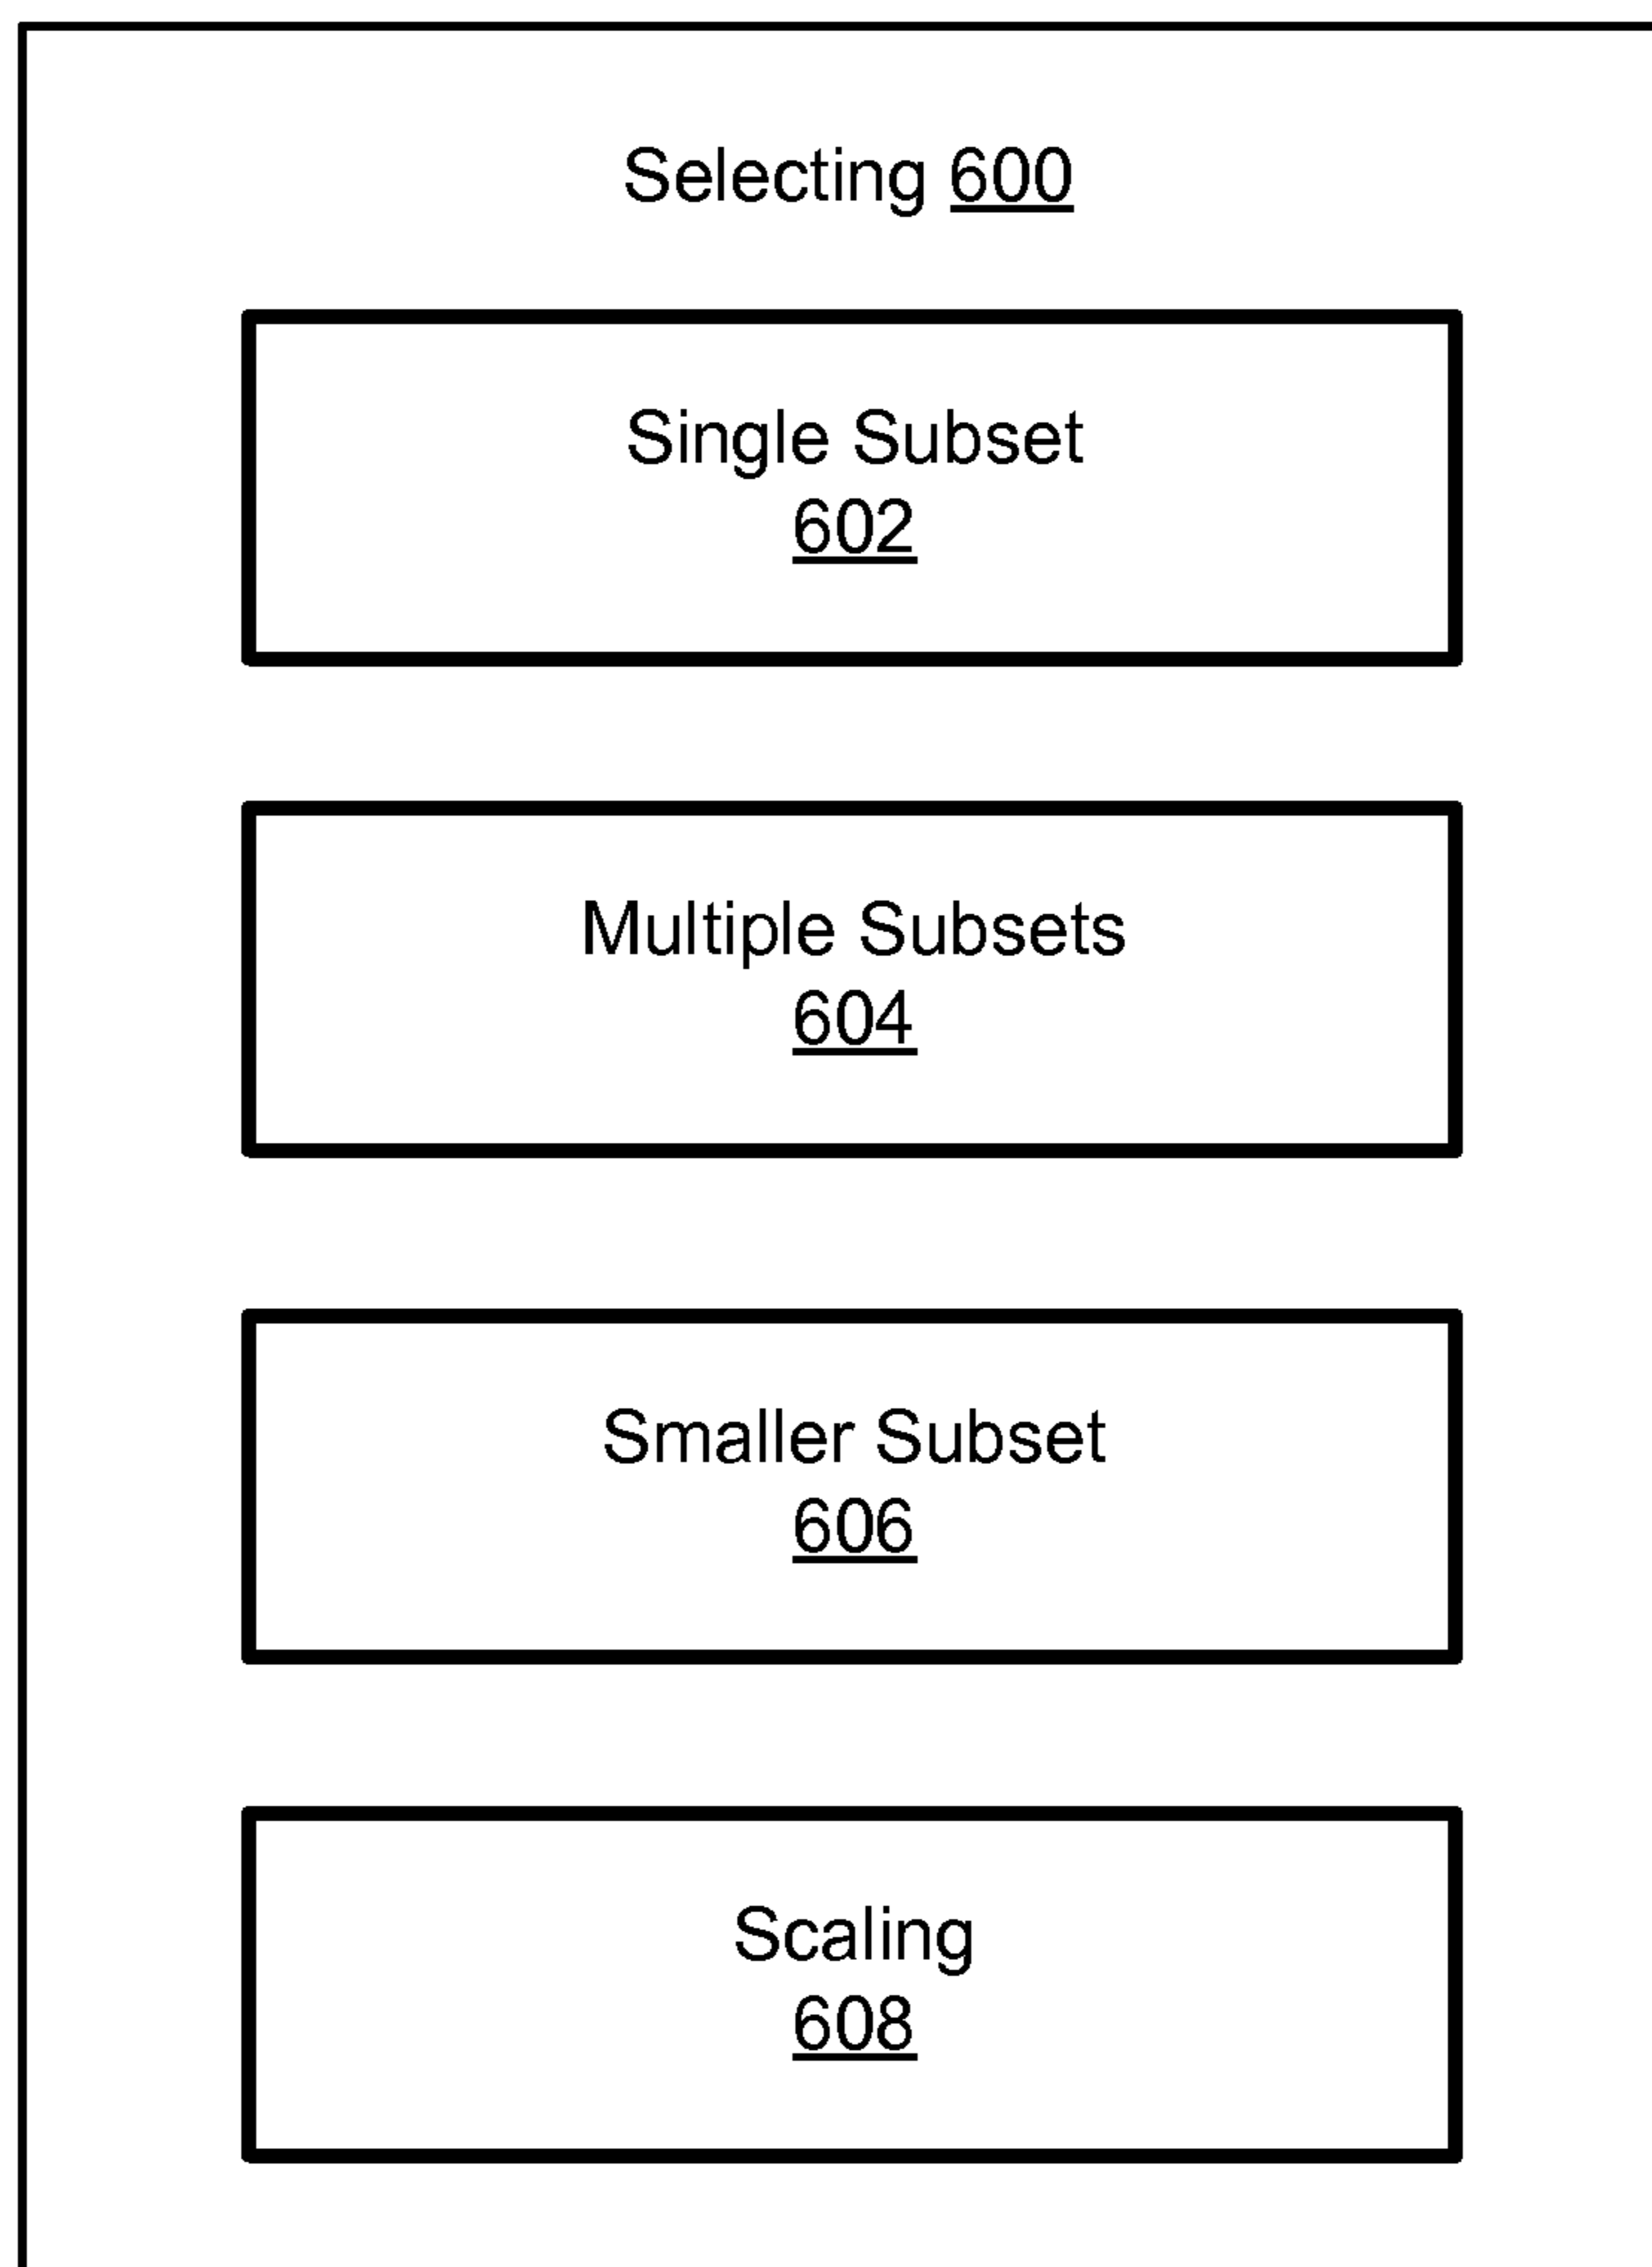 Selecting 600
Single Subset
602
Multiple Subsets
604
Smaller Subset
606
Scaling
608